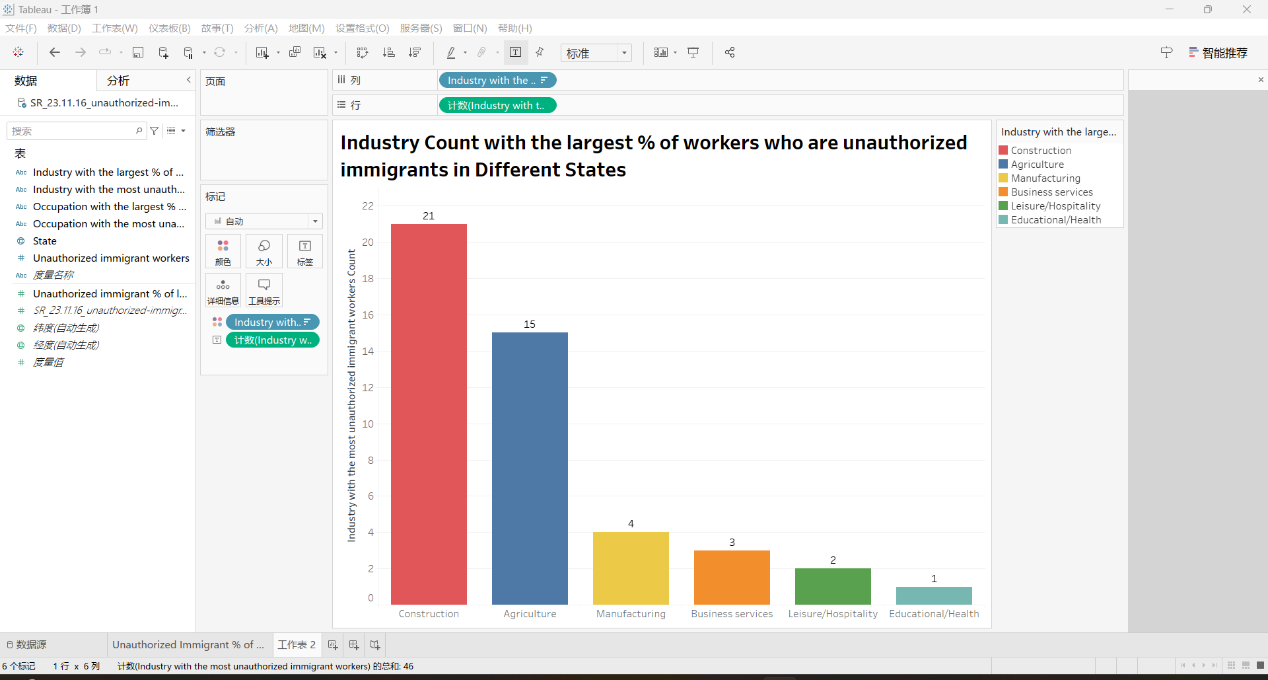 Tableau - 工作簿 1
文件(F) 数据(D) 工作表(W) 仪表板(B) 故事(T) 分析(A) 地图(M) 设置格式(O) 服务器(S) 窗口(N) 帮助(H)
标准
智能推荐
数据 分析
SR_23.11.16_unauthorized-im...
搜索
表
Abc Industry with the largest % of ...
Abc Industry with the most unauth...
Abc Occupation with the largest % ...
Abc Occupation with the most una...
State
# Unauthorized immigrant workers
Abc 度量名称
# Unauthorized immigrant % of l...
# SR_23.11.16_unauthorized-immigr...
纬度(自动生成)
经度(自动生成)
# 度量值
页面
筛选器
标记
自动
颜色 大小 标签
详细信息 工具提示
Industry with..
计数(Industry w..
列 Industry with the ..
行 计数(Industry with t..
Industry Count with the largest % of workers who are unauthorized
immigrants in Different States
Industry with the most unauthorized immigrant workers Count
22
20
18
16
14
12
10
8
6
4
2
0
21
15
4
3
2
1
Construction Agriculture Manufacturing Business services Leisure/Hospitality Educational/Health
Industry with the large...
Construction
Agriculture
Manufacturing
Business services
Leisure/Hospitality
Educational/Health
数据源 Unauthorized Immigrant % of ... 工作表 2
6 个标记 1 行 x 6 列 计数(Industry with the most unauthorized immigrant workers) 的总和: 46